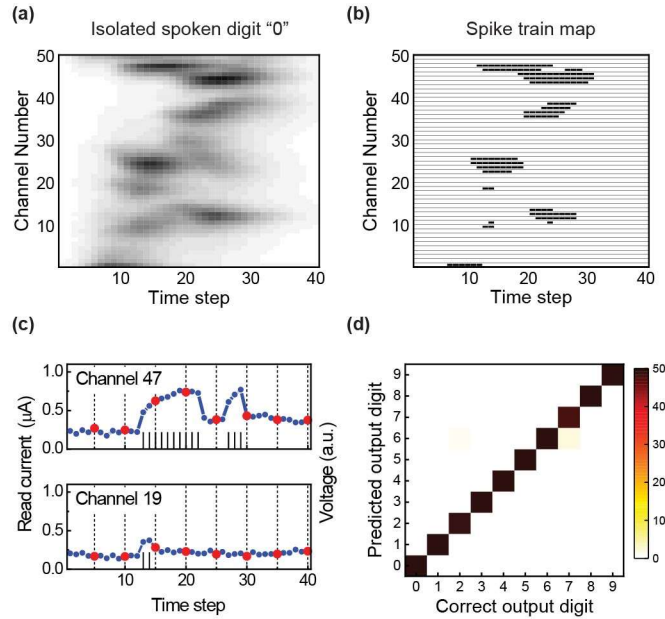 (a)
Isolated spoken digit “0”
50
40
30
20
10
Channel Number
10 20 30 40
Time step
(b)
Spike train map
50
40
30
20
10
Channel Number
10 20 30 40
Time step
(c)
1.0
0.5
0.0
Channel 47
1.0
0.5
0.0
Channel 19
Read current (μA)
Voltage (a.u.)
10 20 30 40
Time step
(d)
9
8
7
6
5
4
3
2
1
0
Predicted output digit
0 1 2 3 4 5 6 7 8 9
Correct output digit
50
40
30
20
10
0